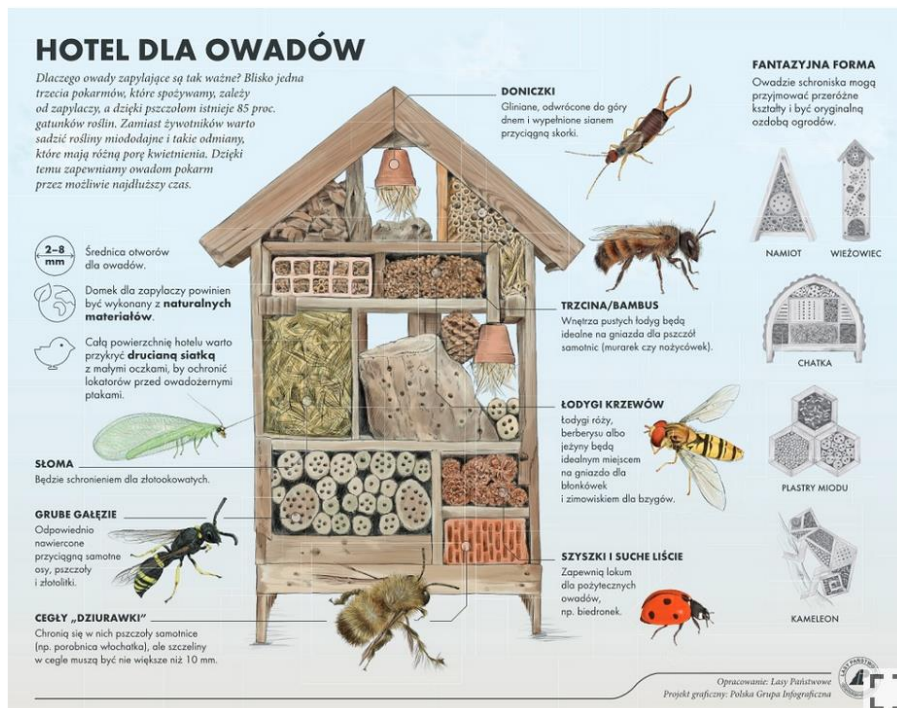 HOTEL DLA OWADÓW
Dlaczego owady zapylające są tak ważne? Blisko jedna
trzecia pokarmów, które spożywamy, zależy
od zapylaczy, a dzięki pszczołom istnieje 85 proc.
gatunków roślin. Zamiast żywotników warto
sadzić rośliny miododajne i takie odmiany,
które mają różną porę kwietnienia. Dzięki
temu zapewniamy owadom pokarm
przez możliwie najdłuższy czas.
2–8
mm
Średnica otworów
dla owadów.
Domek dla zapylaczy powinien
być wykonany z naturalnych
materiałów.
Całą powierzchnię hotelu warto
przykryć drucianą siatką
z małymi oczkami, by ochronić
lokatorów przed owadożernymi
ptakami.
SŁOMA
Będzie schronieniem dla złotookowatych.
GRUBE GAŁĘZIE
Odpowiednio
nawiercone
przyciągną samotne
osy, pszczoły
i złotolitki.
CEGŁY „DZIURAWKI”
Chronią się w nich pszczoły samotnice
(np. porobnica włochatka), ale szczeliny
w cegle muszą być nie większe niż 10 mm.
DONICZKI
Gliniane, odwrócone do góry
dnem i wypełnione sianem
przyciągną skorki.
TRZCINA/BAMBUS
Wnętrza pustych łodyg będą
idealne na gniazda dla pszczół
samotnic (murarek czy nożycówek).
ŁODYGI KRZEWÓW
Łodygi róży,
berberysu albo
jeżyny będą
idealnym miejscem
na gniazdo dla
błonkówek
i zimowiskiem dla bzygów.
SZYSZKI I SUCHE LIŚCIE
Zapewnią lokum
dla pożytecznych
owadów,
np. biedronek.
FANTAZYJNA FORMA
Owadzie schroniska mogą
przyjmować przeróżne
kształty i być oryginalną
ozdobą ogrodów.
NAMIOT
WIEŻOWIEC
CHATKA
PLASTRY MIODU
KAMELEON
Opracowanie: Lasy Państwowe
Projekt graficzny: Polska Grupa Infograficzna